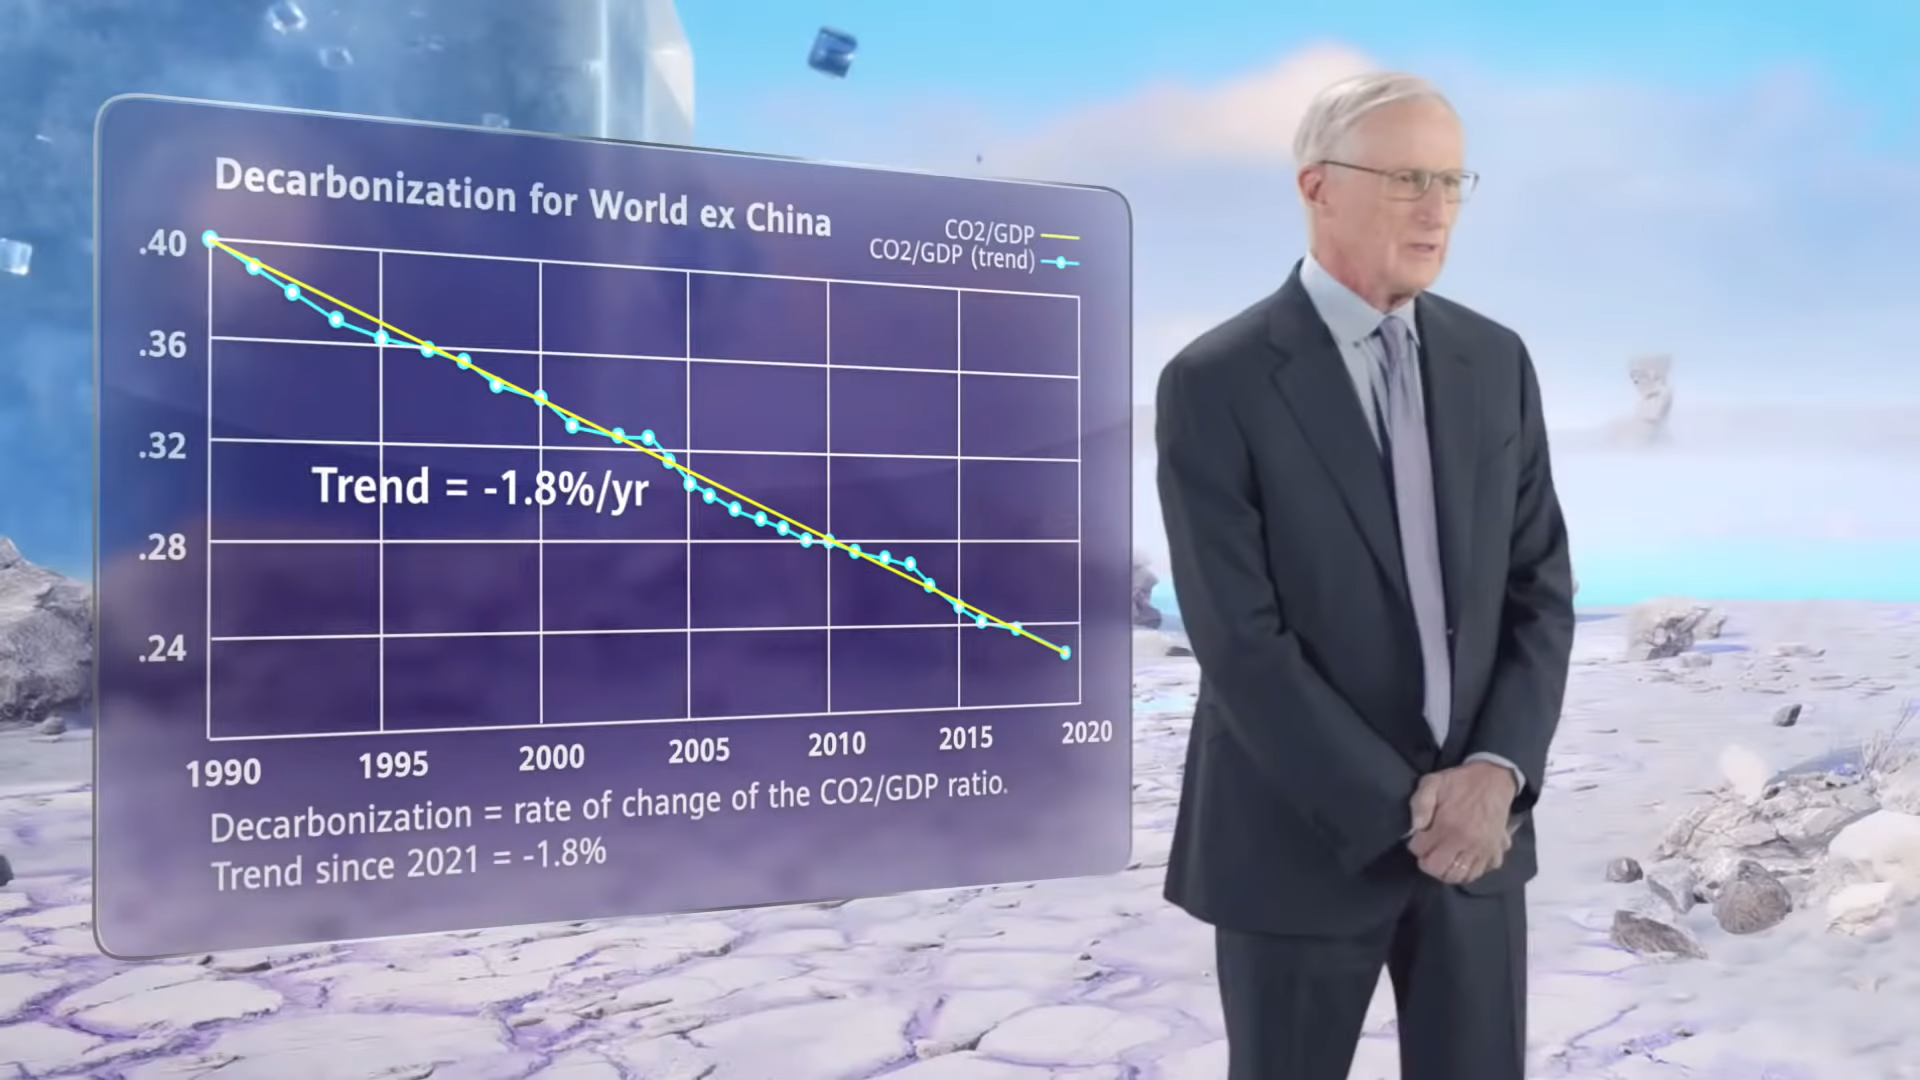 Decarbonization for World ex China
CO2/GDP
CO2/GDP (trend)
.40
.36
.32
.28
.24
Trend = -1.8%/yr
1990 1995 2000 2005 2010 2015 2020
Decarbonization = rate of change of the CO2/GDP ratio.
Trend since 2021 = -1.8%